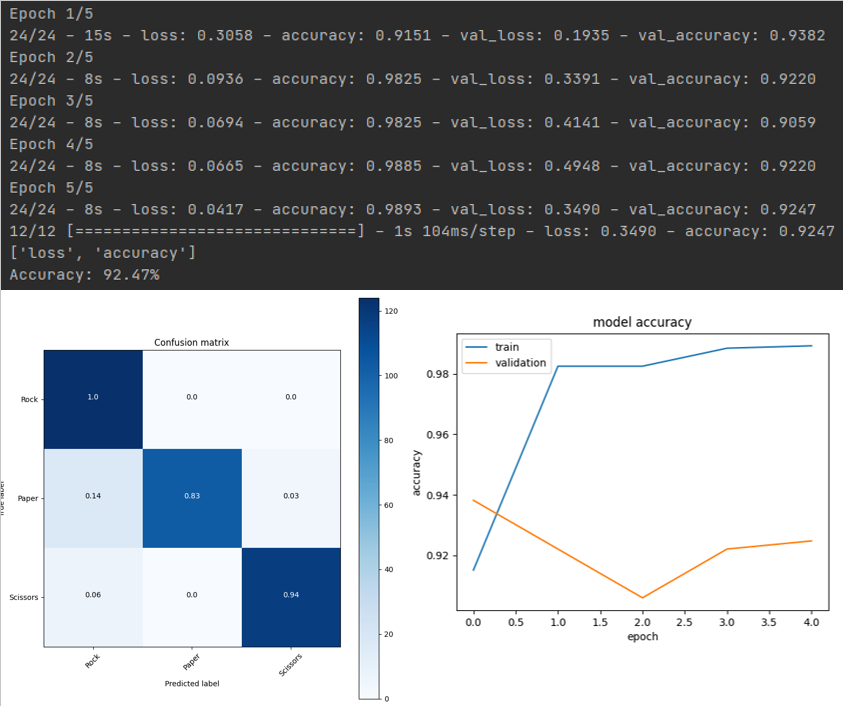 Epoch 1/5
24/24 - 15s - loss: 0.3058 - accuracy: 0.9151 - val_loss: 0.1935 - val_accuracy: 0.9382
Epoch 2/5
24/24 - 8s - loss: 0.0936 - accuracy: 0.9825 - val_loss: 0.3391 - val_accuracy: 0.9220
Epoch 3/5
24/24 - 8s - loss: 0.0694 - accuracy: 0.9825 - val_loss: 0.4141 - val_accuracy: 0.9059
Epoch 4/5
24/24 - 8s - loss: 0.0665 - accuracy: 0.9885 - val_loss: 0.4948 - val_accuracy: 0.9220
Epoch 5/5
24/24 - 8s - loss: 0.0417 - accuracy: 0.9893 - val_loss: 0.3490 - val_accuracy: 0.9247
12/12 [==============================] - 1s 104ms/step - loss: 0.3490 - accuracy: 0.9247
['loss', 'accuracy']
Accuracy: 92.47%
Confusion matrix
Rock
1.0 0.0 0.0
Paper
0.14 0.83 0.03
Scissors
0.06 0.0 0.94
Rock
Paper
Scissors
Predicted label
120
100
80
60
40
20
0
model accuracy
train
validation
accuracy
0.98
0.96
0.94
0.92
0.0 0.5 1.0 1.5 2.0 2.5 3.0 3.5 4.0
epoch